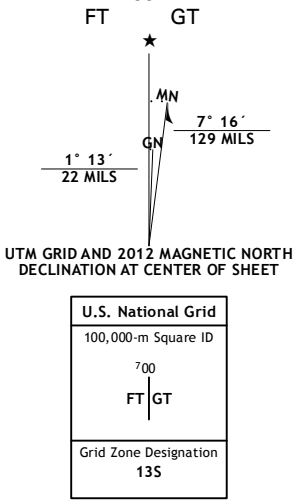 FT GT
MN
7° 16´
129 MILS
GN
1° 13´
22 MILS
UTM GRID AND 2012 MAGNETIC NORTH
DECLINATION AT CENTER OF SHEET
U.S. National Grid
100,000-m Square ID
⁷00
FT GT
Grid Zone Designation
13S